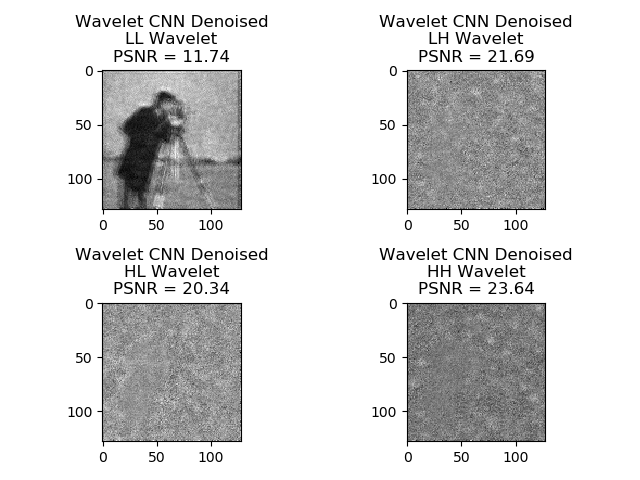 Wavelet CNN Denoised
LL Wavelet
PSNR = 11.74
0
50
100
0
50
100
Wavelet CNN Denoised
LH Wavelet
PSNR = 21.69
0
50
100
0
50
100
Wavelet CNN Denoised
HL Wavelet
PSNR = 20.34
0
50
100
0
50
100
Wavelet CNN Denoised
HH Wavelet
PSNR = 23.64
0
50
100
0
50
100